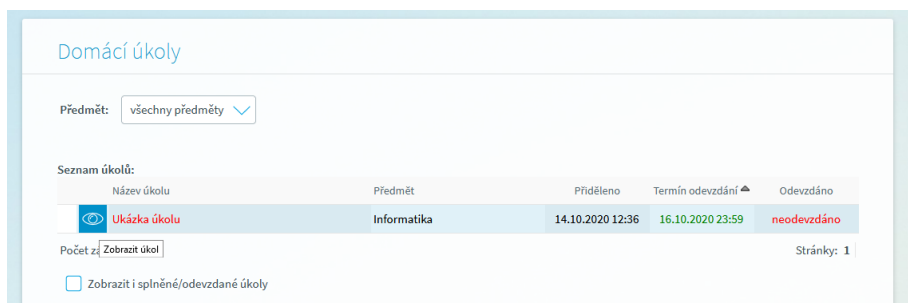 Domácí úkoly
Předmět: všechny předměty
Seznam úkolů:
Název úkolu Předmět Přiděleno Termín odevzdání Odevzdáno
Ukázka úkolu Informatika 14.10.2020 12:36 16.10.2020 23:59 neodevzdáno
Počet Zobrazit úkol Stránky: 1
Zobrazit i splněné/odevzdané úkoly